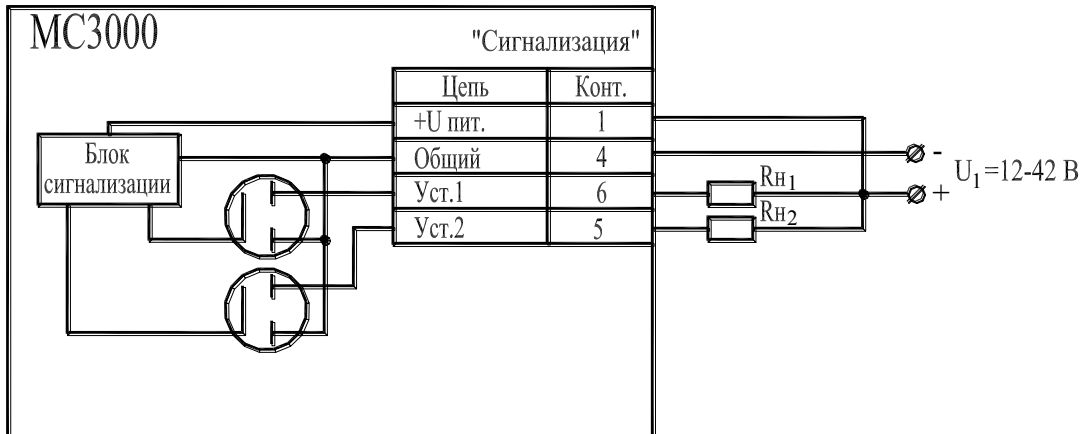 МС3000
"Сигнализация"
Цепь Конт.
+U пит. 1
Общий 4
Уст.1 6
Уст.2 5
Блок
сигнализации
Rн1
Rн2
-
+
U1=12-42 В